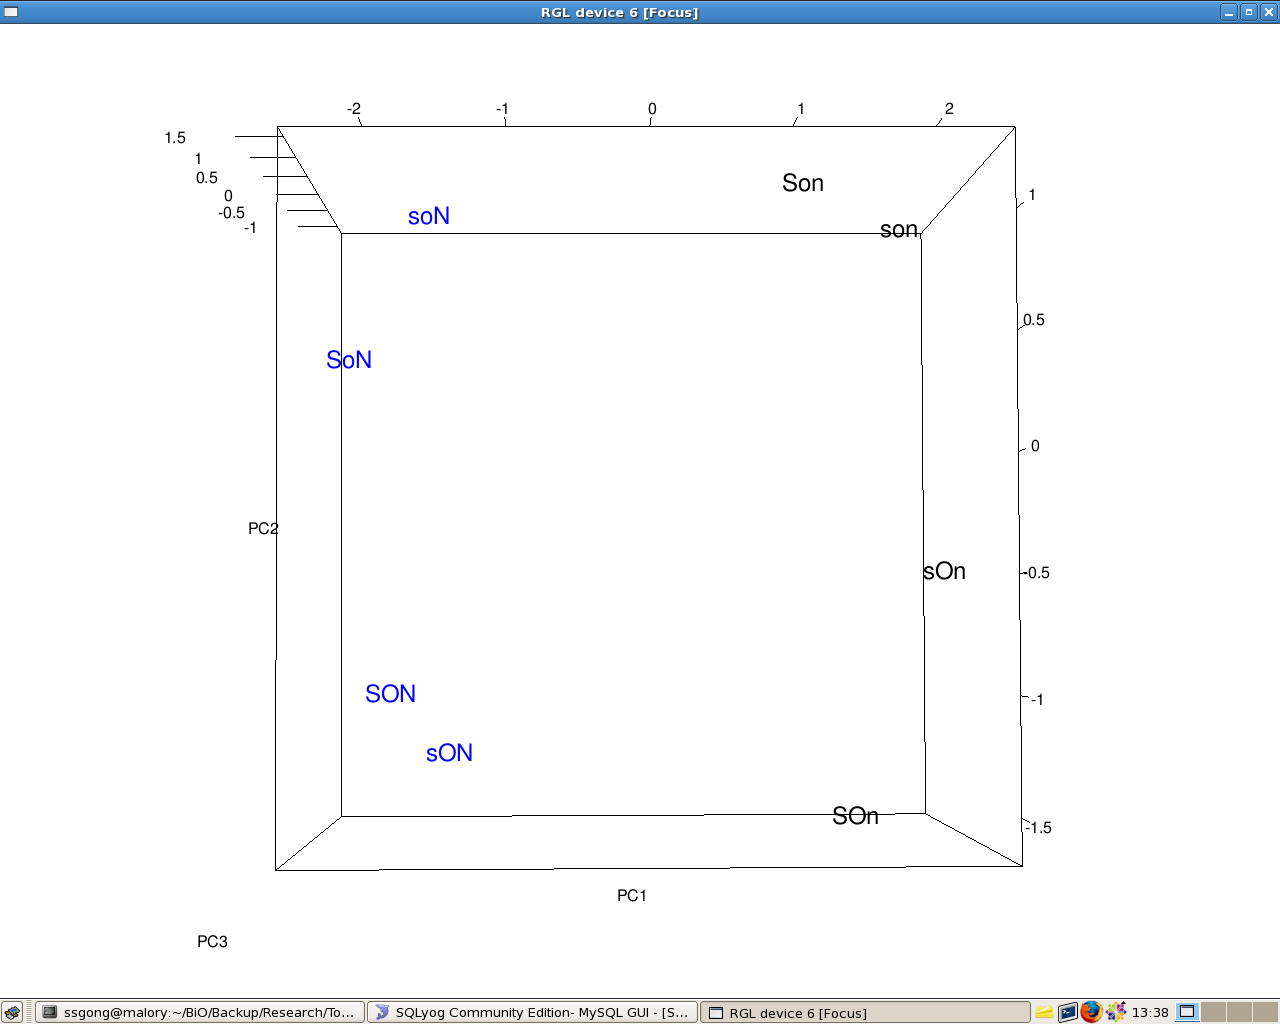 RGL device 6 [Focus]
-2 -1 0 1 2
1.5
1
0.5
0
-0.5
-1
Son
soN
son
1
0.5
SoN
0
PC2
sOn
-0.5
SON
-1
sON
SOn
-1.5
PC1
PC3
ssgong@malory:~/BiO/Backup/Research/To...
SQLyog Community Edition- MySQL GUI - [S...
RGL device 6 [Focus]
13:38